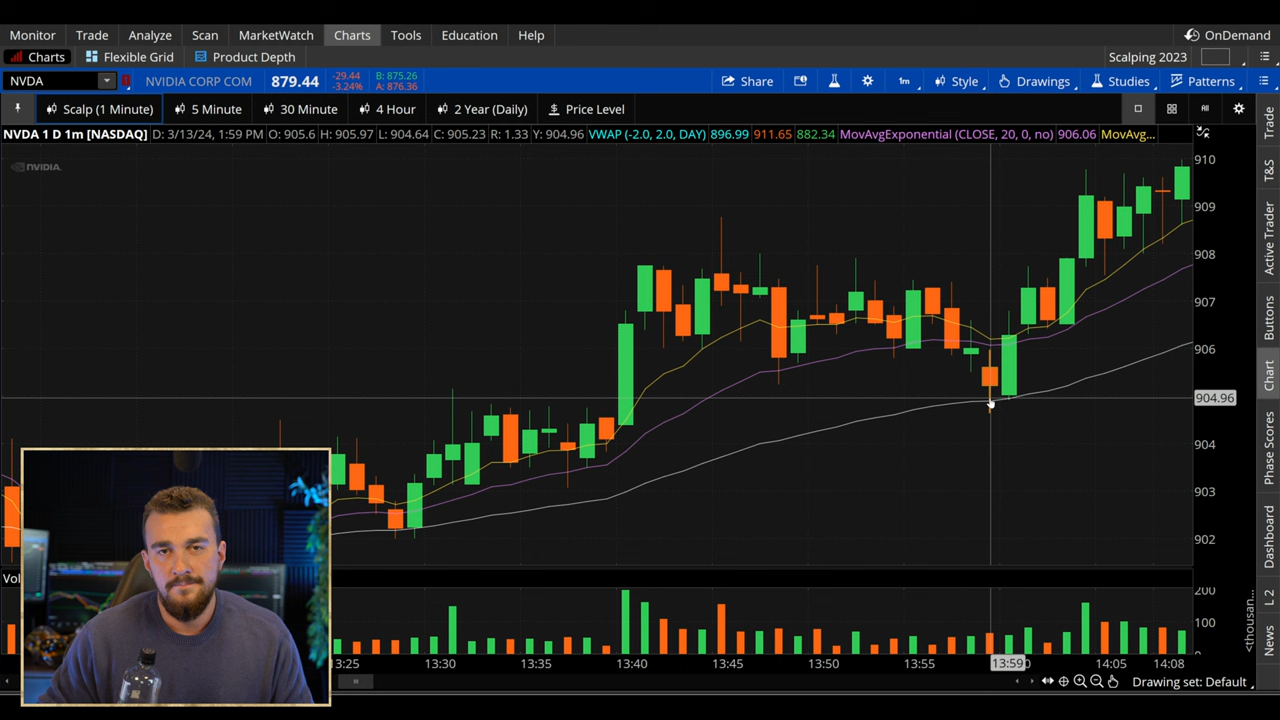 Monitor Trade Analyze Scan MarketWatch Charts Tools Education Help OnDemand
Charts Flexible Grid Product Depth Scalping 2023
NVDA NVIDIA CORP COM 879.44 -29.44 -3.24% B: 875.26 A: 876.36 Share 1m Style Drawings Studies Patterns
Scalp (1 Minute) 5 Minute 30 Minute 4 Hour 2 Year (Daily) Price Level
NVDA 1 D 1m [NASDAQ] D: 3/13/24, 1:59 PM O: 905.6 H: 905.97 L: 904.64 C: 905.23 R: 1.33 Y: 904.96 VWAP (-2.0, 2.0, DAY) 896.99 911.65 882.34 MovAvgExponential (CLOSE, 20, 0, no) 906.06 MovAvg...
NVIDIA.
910
909
908
907
906
904.96
904
903
902
Vol
200
100
<thousan...
13:25 13:30 13:35 13:40 13:45 13:50 13:55 13:59 14:05 14:08
Drawing set: Default
Trade
T&S
Active Trader
Buttons
Chart
Phase Scores
Dashboard
L 2
News